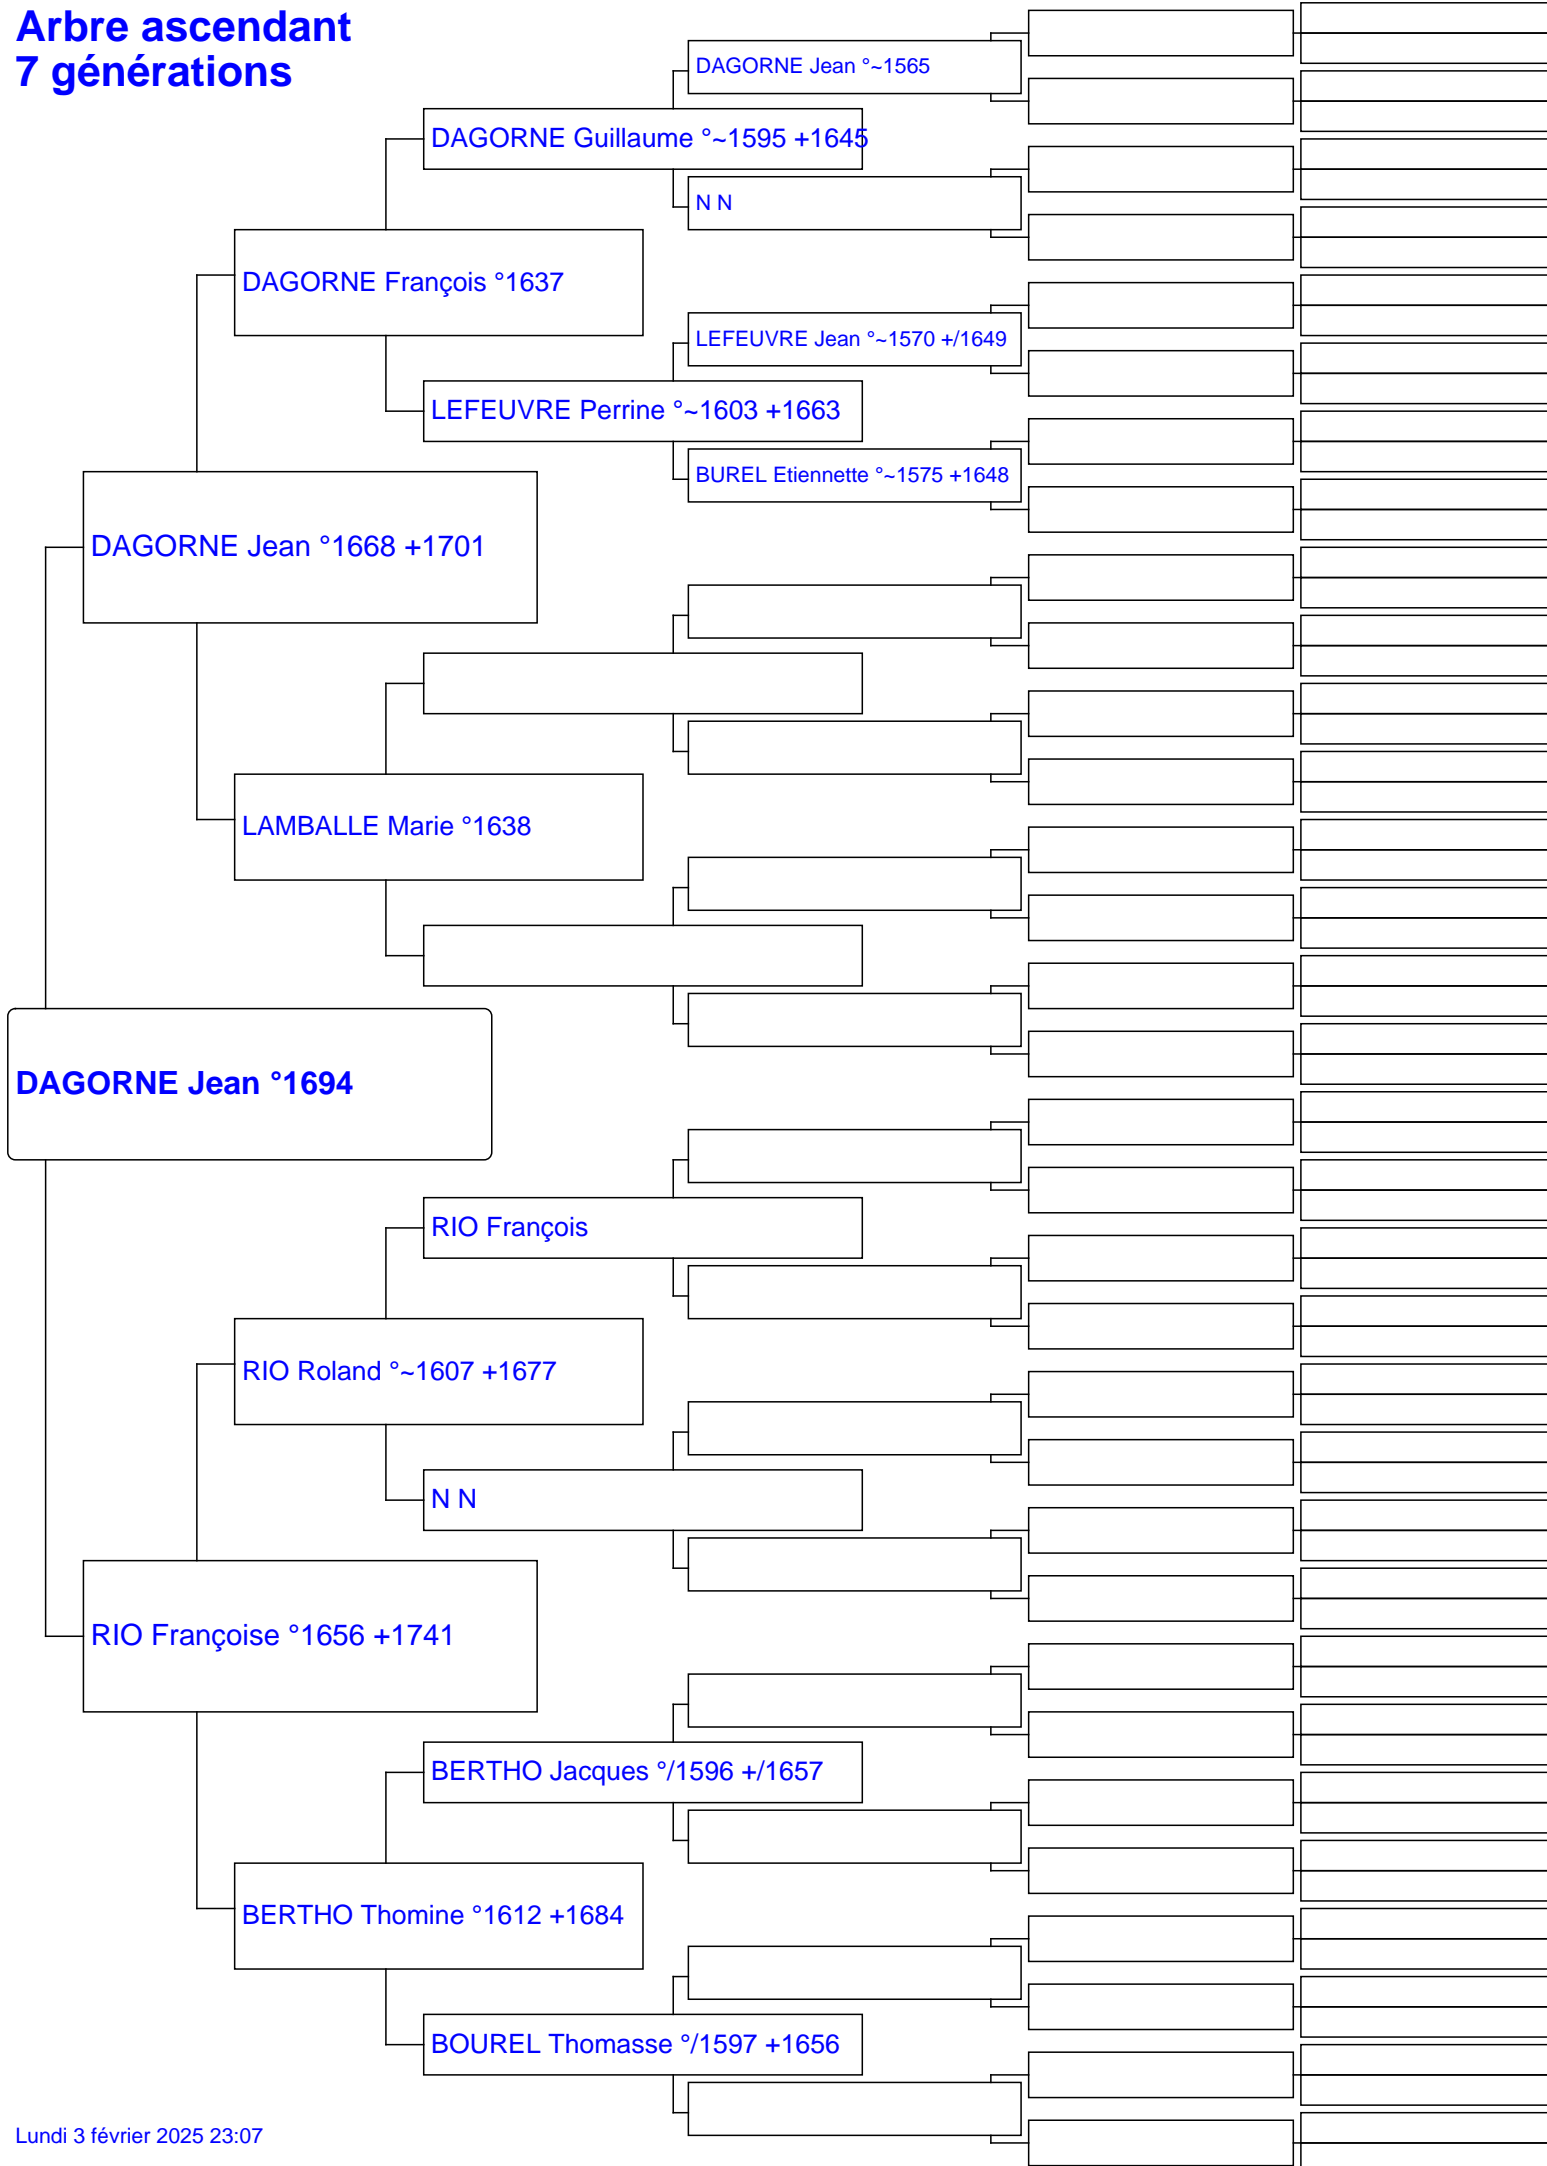 Arbre ascendant
7 générations
DAGORNE Jean °~1565
DAGORNE Guillaume °~1595 +1645
N N
DAGORNE François °1637
LEFEUVRE Jean °~1570 +/1649
LEFEUVRE Perrine °~1603 +1663
BUREL Etiennette °~1575 +1648
DAGORNE Jean °1668 +1701
LAMBALLE Marie °1638
DAGORNE Jean °1694
RIO François
RIO Roland °~1607 +1677
N N
RIO Françoise °1656 +1741
BERTHO Jacques °/1596 +/1657
BERTHO Thomine °1612 +1684
BOUREL Thomasse °/1597 +1656
Lundi 3 février 2025 23:07